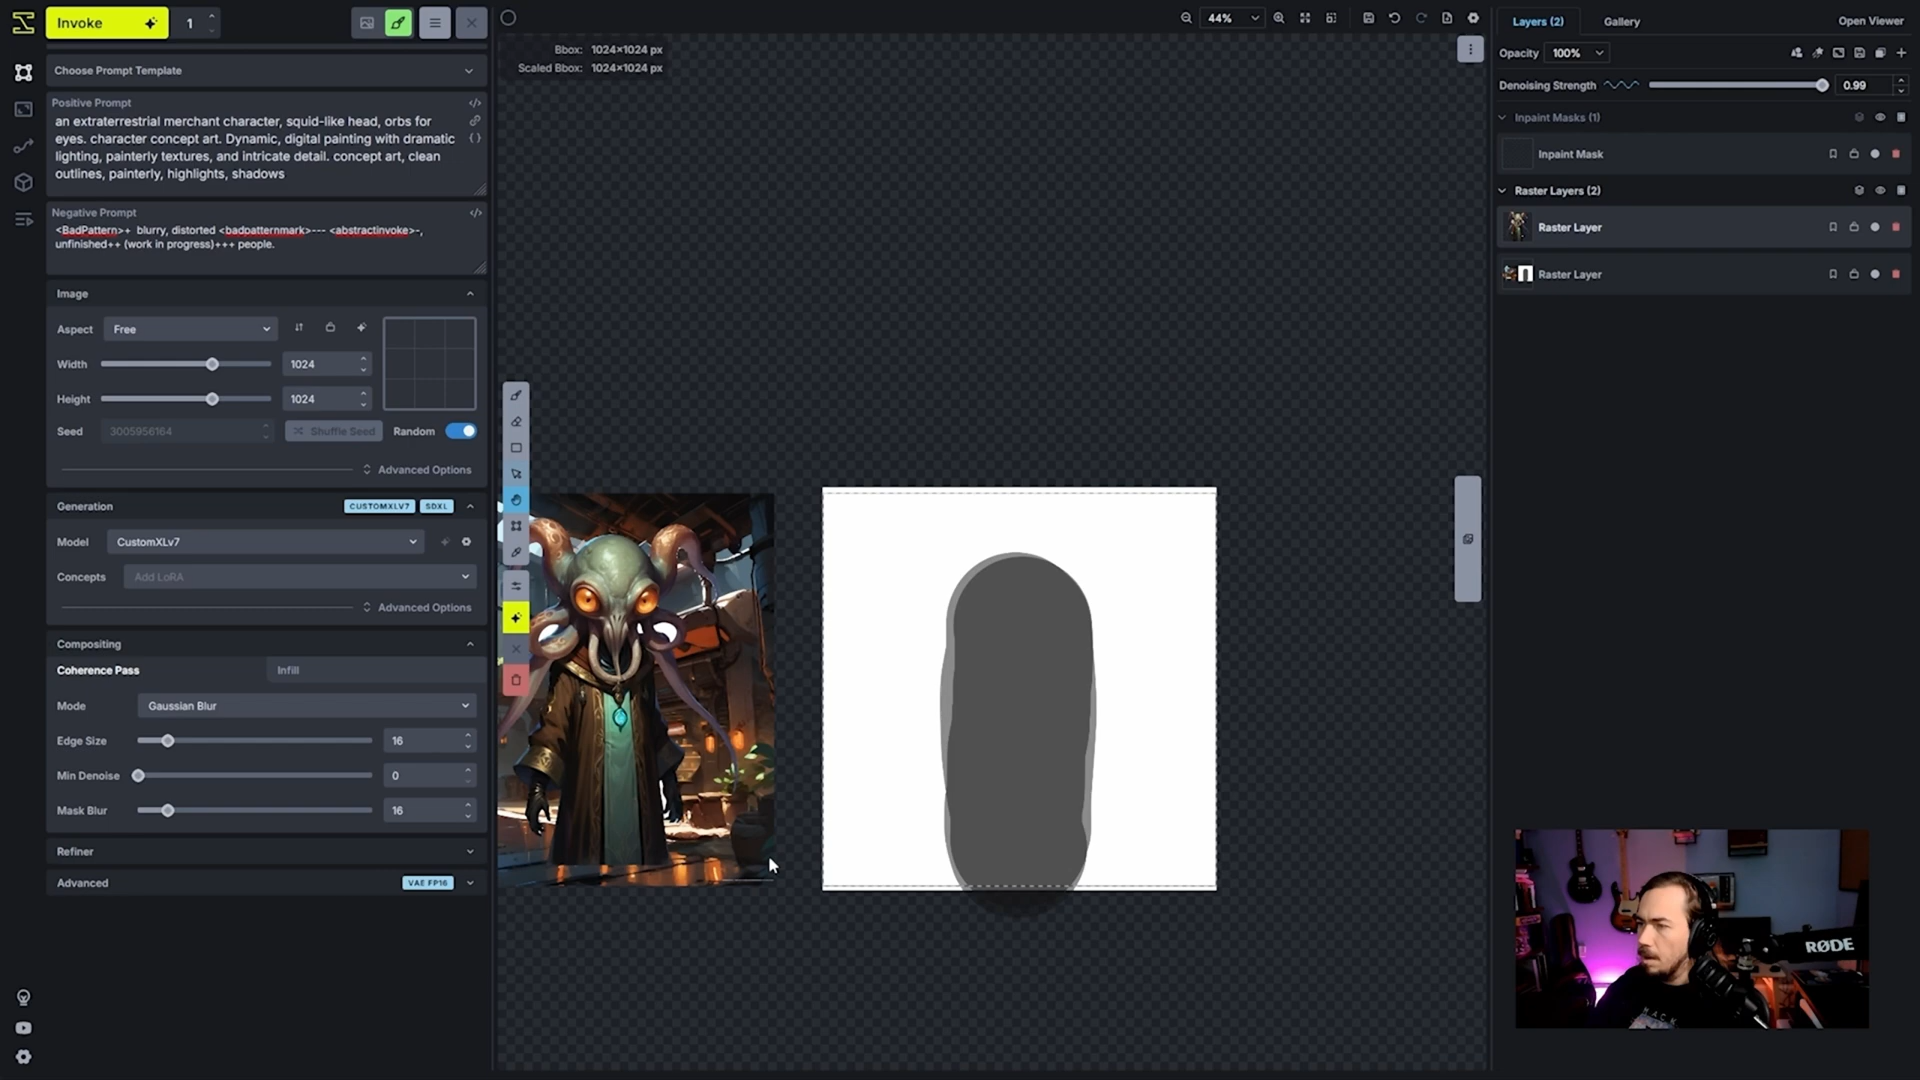 Invoke
1
44%
Layers (2)
Gallery
Open Viewer
Bbox: 1024×1024 px
Scaled Bbox: 1024×1024 px
Opacity
100%
Choose Prompt Template
Denoising Strength
0.99
Positive Prompt
an extraterrestrial merchant character, squid-like head, orbs for
eyes. character concept art. Dynamic, digital painting with dramatic
lighting, painterly textures, and intricate detail. concept art, clean
outlines, painterly, highlights, shadows
Inpaint Masks (1)
Inpaint Mask
Raster Layers (2)
Raster Layer
Raster Layer
Negative Prompt
<BadPattern>+ blurry, distorted <badpatternmark>--- <abstractinvoke>-,
unfinished++ (work in progress)+++ people.
Image
Aspect
Free
Width
1024
Height
1024
Seed
3005956164
Shuffle Seed
Random
Advanced Options
Generation
CUSTOMXLV7
SDXL
Model
CustomXLv7
Concepts
Add LoRA
Advanced Options
Compositing
Coherence Pass
Infill
Mode
Gaussian Blur
Edge Size
16
Min Denoise
0
Mask Blur
16
Refiner
Advanced
VAE FP16
RØDE